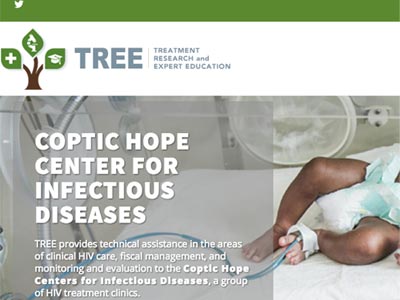 TREE
TREATMENT
RESEARCH and
EXPERT EDUCATION
COPTIC HOPE
CENTER FOR
INFECTIOUS
DISEASES
TREE provides technical assistance in the areas
of clinical HIV care, fiscal management, and
monitoring and evaluation to the Coptic Hope
Centers for Infectious Diseases, a group
of HIV treatment clinics.